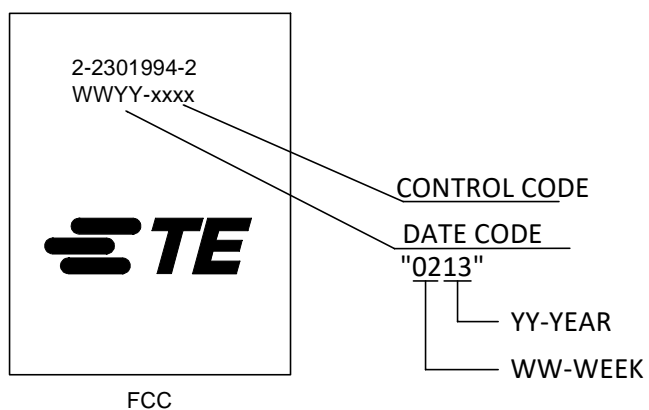 2-2301994-2
WWYY-xxxx
TE
FCC
CONTROL CODE
DATE CODE
"0213"
YY-YEAR
WW-WEEK